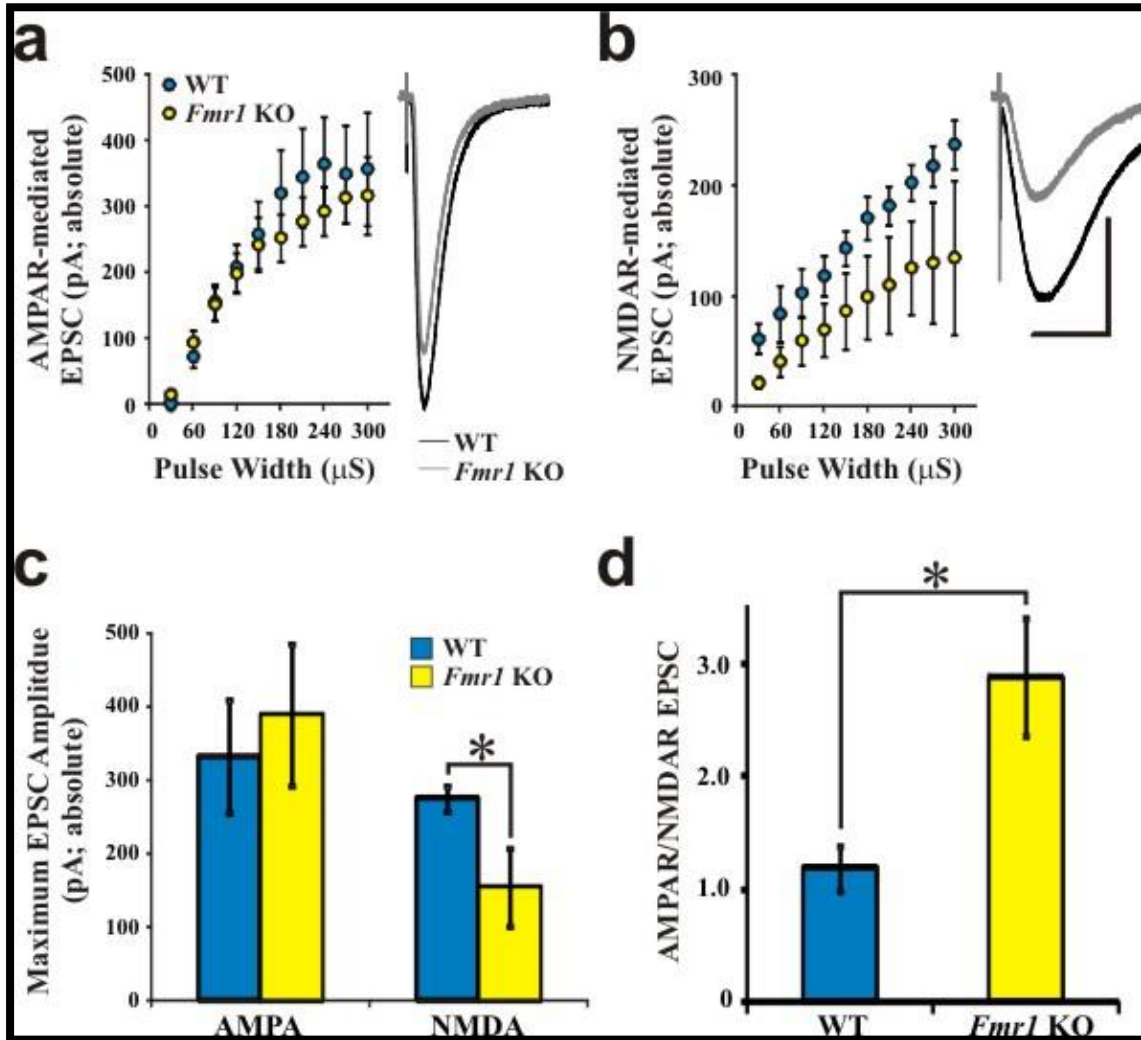 a
AMPAR-mediated
EPSC (pA; absolute)
500
400
300
200
100
0
WT
Fmr1 KO
0 60 120 180 240 300
Pulse Width (μS)
WT
Fmr1 KO
b
NMDAR-mediated
EPSC (pA; absolute)
300
200
100
0
0 60 120 180 240 300
Pulse Width (μS)
c
Maximum EPSC Amplitdue
(pA; absolute)
500
400
300
200
100
0
WT
Fmr1 KO
*
AMPA NMDA
d
AMPAR/NMDAR EPSC
*
3.0
2.0
1.0
0
WT Fmr1 KO